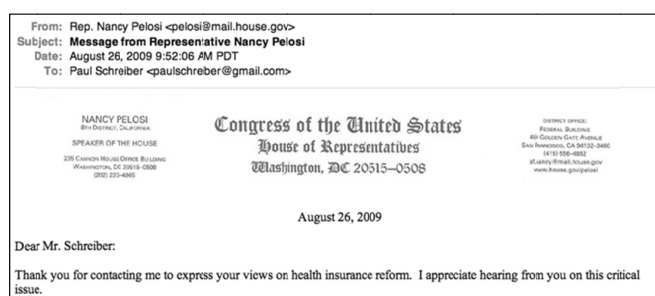 From: Rep. Nancy Pelosi <pelosi@mail.house.gov>
Subject: Message from Representative Nancy Pelosi
Date: August 26, 2009 9:52:06 AM PDT
To: Paul Schreiber <paulschreber@gmail.com>
NANCY PELOSI
8TH DISTRICT, CALIFORNIA
SPEAKER OF THE HOUSE
235 CANNON HOUSE OFFICE BUILDING
WASHINGTON, DC 20515-0508
(202) 225-4965
Congress of the United States
House of Representatives
Washington, DC 20515–0508
DISTRICT OFFICE:
FEDERAL BUILDING
450 GOLDEN GATE AVENUE
SAN FRANCISCO, CA 94102-3460
(415) 556-4862
sf.nancy@mail.house.gov
www.house.gov/pelosi
August 26, 2009
Dear Mr. Schreiber:
Thank you for contacting me to express your views on health insurance reform. I appreciate hearing from you on this critical
issue.